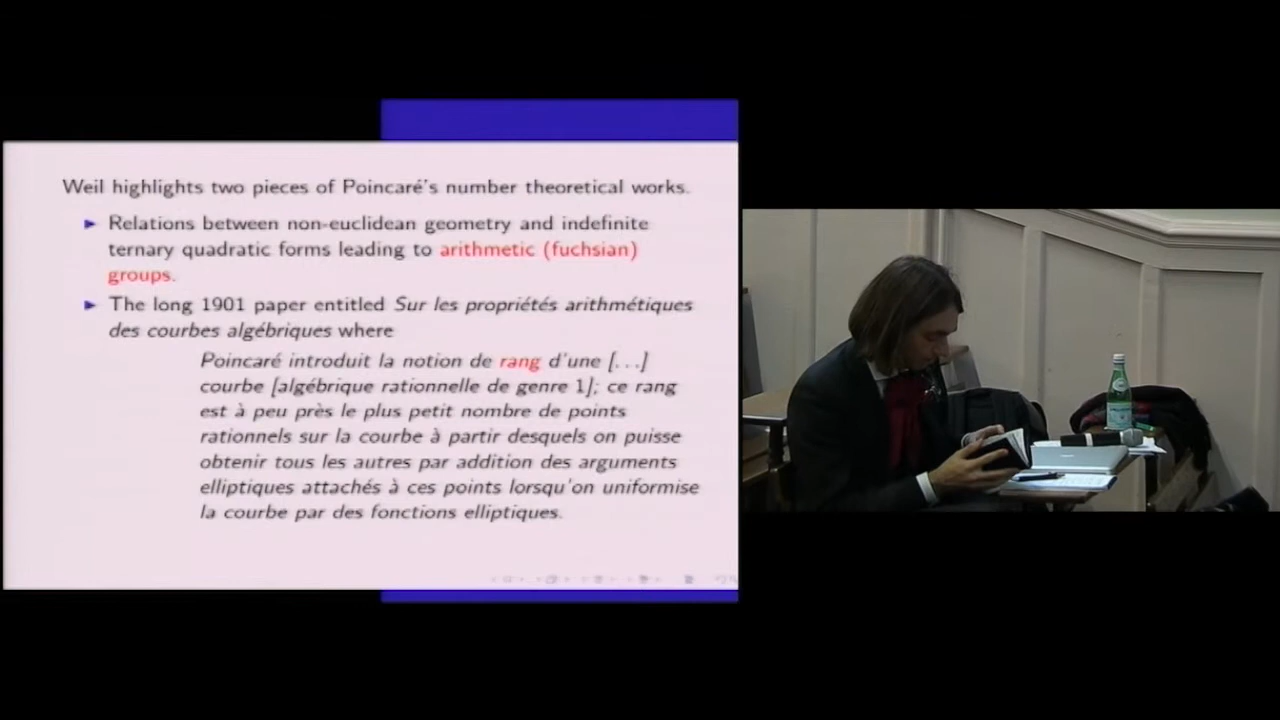 Weil highlights two pieces of Poincaré's number theoretical works.
Relations between non-euclidean geometry and indefinite
ternary quadratic forms leading to arithmetic (fuchsian)
groups.
The long 1901 paper entitled Sur les propriétés arithmétiques
des courbes algébriques where
Poincaré introduit la notion de rang d'une [...]
courbe [algébrique rationnelle de genre 1]; ce rang
est à peu près le plus petit nombre de points
rationnels sur la courbe à partir desquels on puisse
obtenir tous les autres par addition des arguments
elliptiques attachés à ces points lorsqu'on uniformise
la courbe par des fonctions elliptiques.